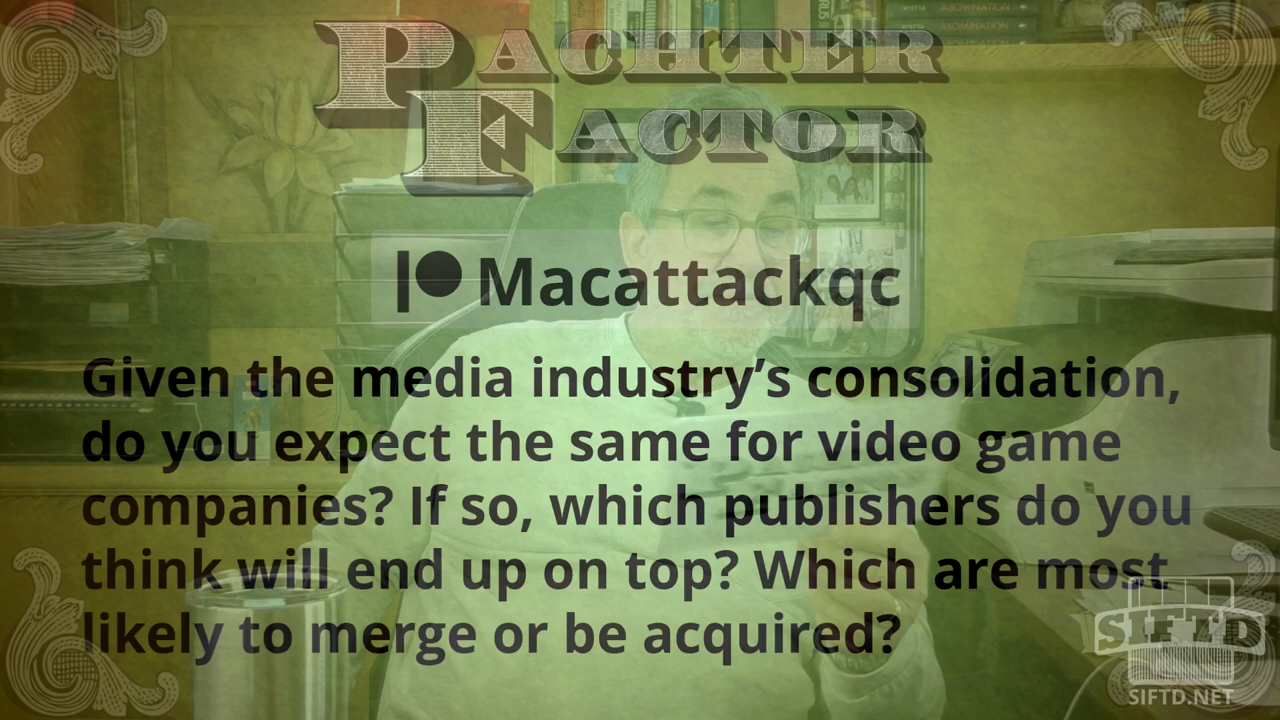 PACHTER
FACTOR
Macattackqc
Given the media industry’s consolidation,
do you expect the same for video game
companies? If so, which publishers do you
think will end up on top? Which are most
likely to merge or be acquired?
SIFTD
SIFTD.NET